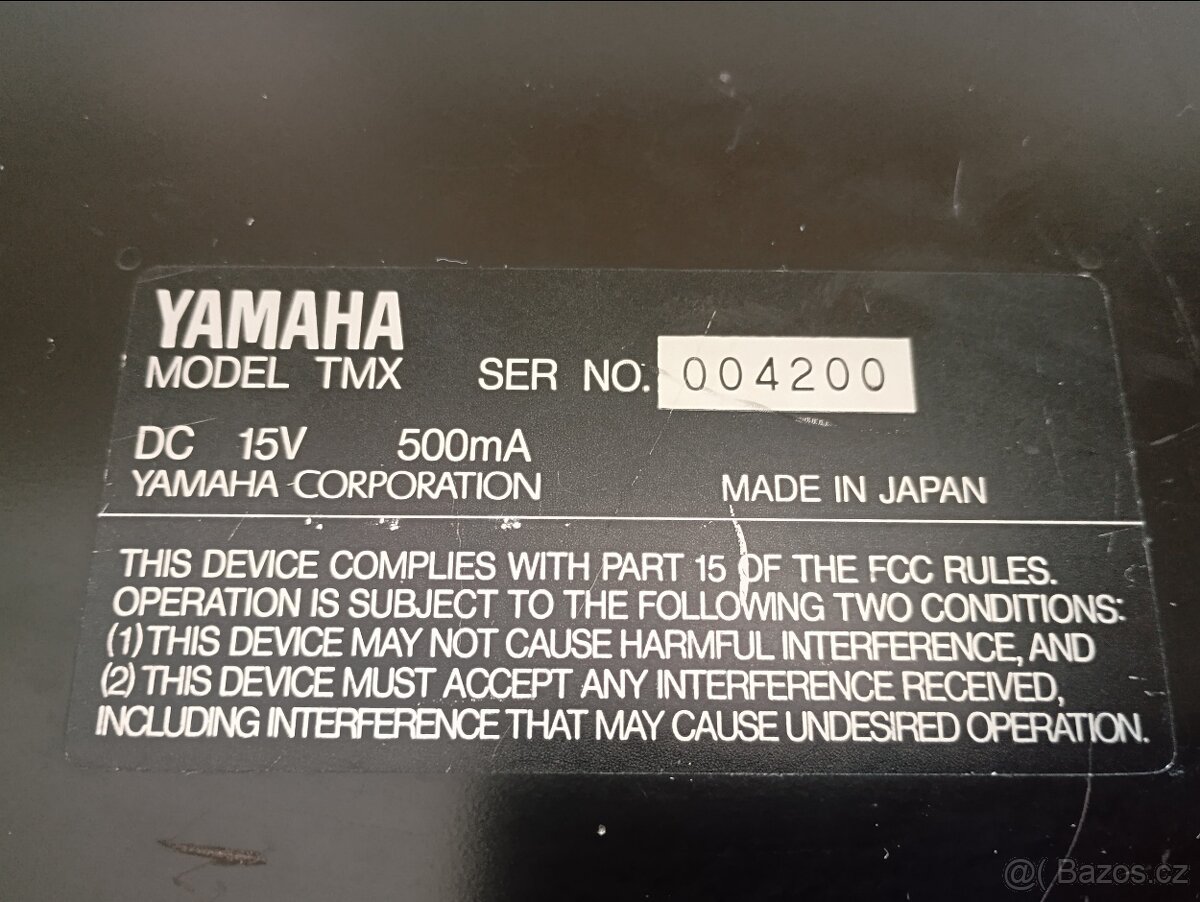 YAMAHA
MODEL TMX SER NO. 004200
DC 15V 500mA
YAMAHA CORPORATION MADE IN JAPAN
THIS DEVICE COMPLIES WITH PART 15 OF THE FCC RULES.
OPERATION IS SUBJECT TO THE FOLLOWING TWO CONDITIONS:
(1) THIS DEVICE MAY NOT CAUSE HARMFUL INTERFERENCE, AND
(2) THIS DEVICE MUST ACCEPT ANY INTERFERENCE RECEIVED,
INCLUDING INTERFERENCE THAT MAY CAUSE UNDESIRED OPERATION.
@( Bazos.cz